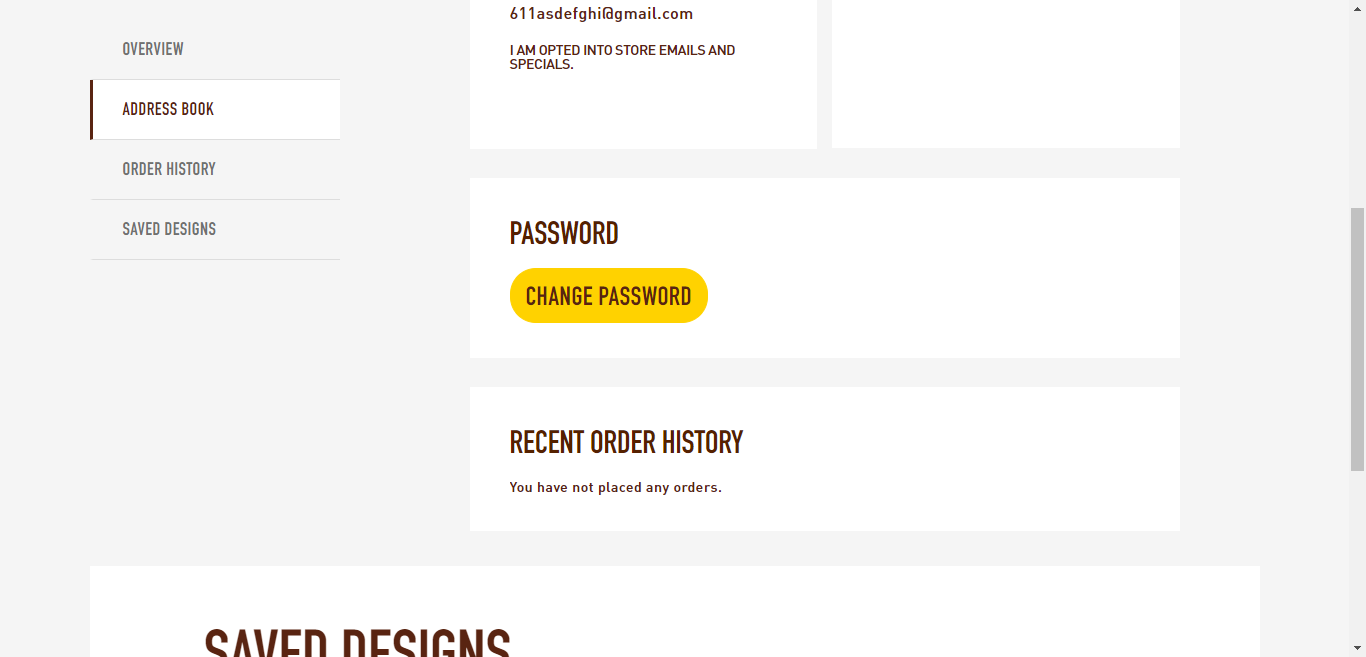 OVERVIEW
ADDRESS BOOK
ORDER HISTORY
SAVED DESIGNS
611asdefghi@gmail.com
I AM OPTED INTO STORE EMAILS AND
SPECIALS.
PASSWORD
CHANGE PASSWORD
RECENT ORDER HISTORY
You have not placed any orders.
SAVED DESIGNS